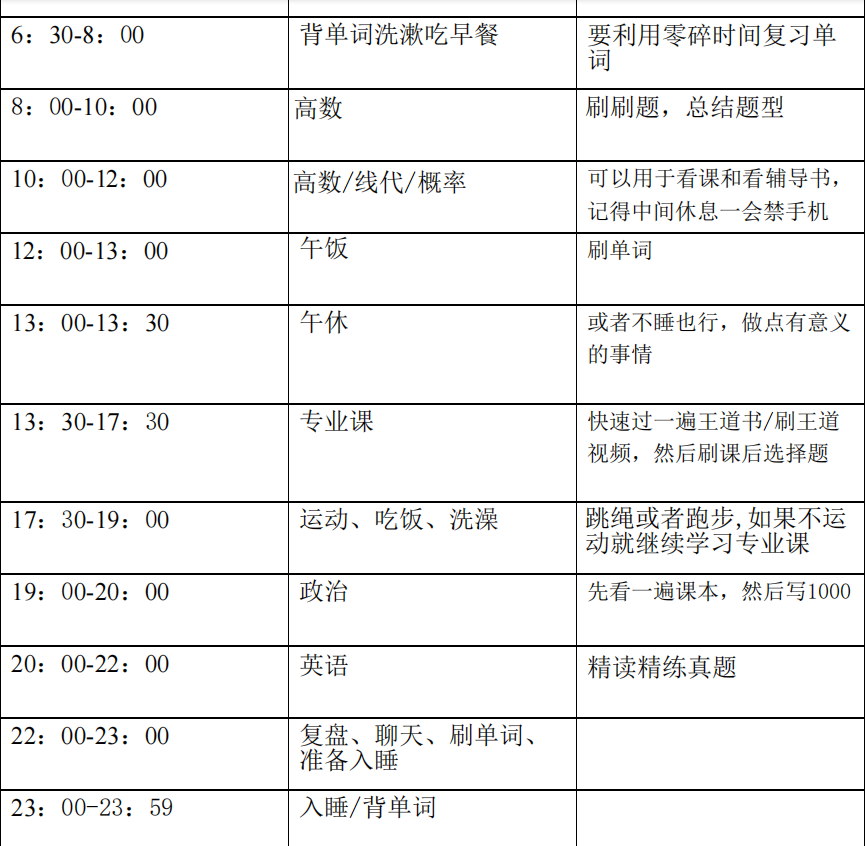 6：30-8：00
背单词洗漱吃早餐
要利用零碎时间复习单
词
8：00-10：00
高数
刷刷题，总结题型
10：00-12：00
高数/线代/概率
可以用于看课和看辅导书，
记得中间休息一会禁手机
12：00-13：00
午饭
刷单词
13：00-13：30
午休
或者不睡也行，做点有意义
的事情
13：30-17：30
专业课
快速过一遍王道书/刷王道
视频，然后刷课后选择题
17：30-19：00
运动、吃饭、洗澡
跳绳或者跑步,如果不运
动就继续学习专业课
19：00-20：00
政治
先看一遍课本，然后写1000
20：00-22：00
英语
精读精练真题
22：00-23：00
复盘、聊天、刷单词、
准备入睡
23：00-23：59
入睡/背单词